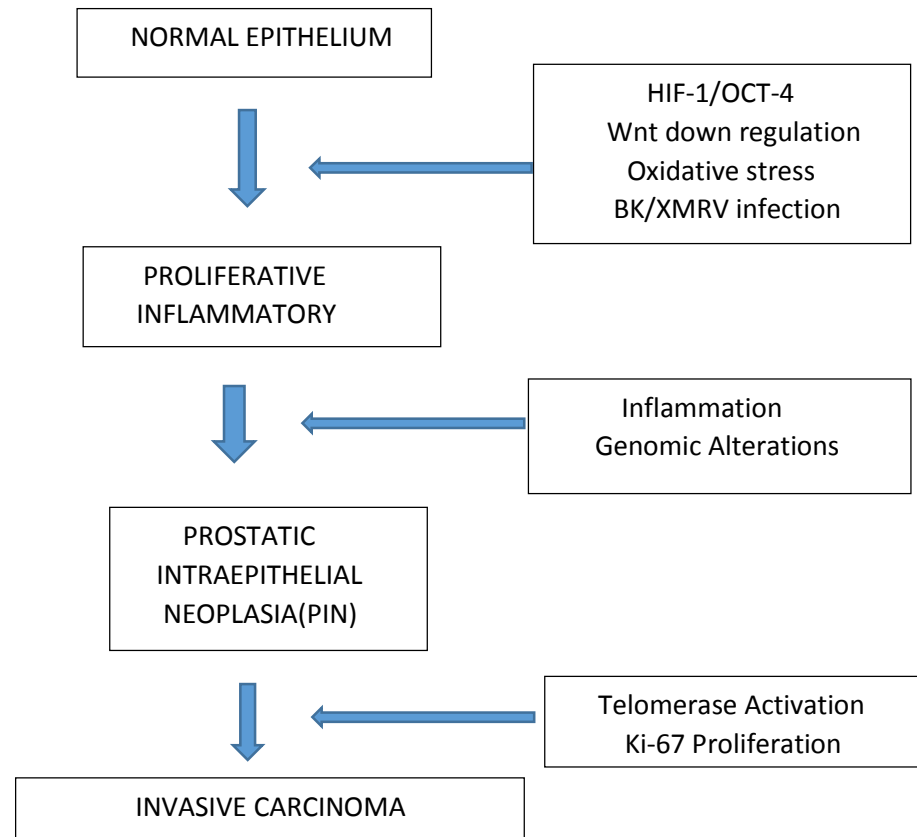 NORMAL EPITHELIUM
HIF-1/OCT-4
Wnt down regulation
Oxidative stress
BK/XMRV infection
PROLIFERATIVE
INFLAMMATORY
Inflammation
Genomic Alterations
PROSTATIC
INTRAEPITHELIAL
NEOPLASIA(PIN)
Telomerase Activation
Ki-67 Proliferation
INVASIVE CARCINOMA